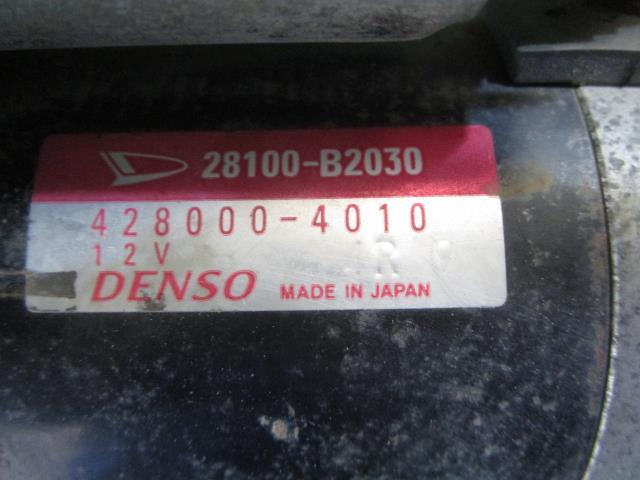 28100-B2030
428000-4010
12V
DENSO MADE IN JAPAN